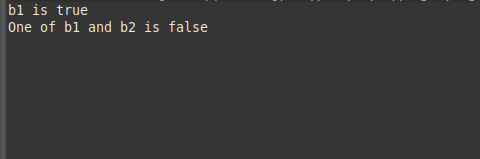 b1 is true
One of b1 and b2 is false